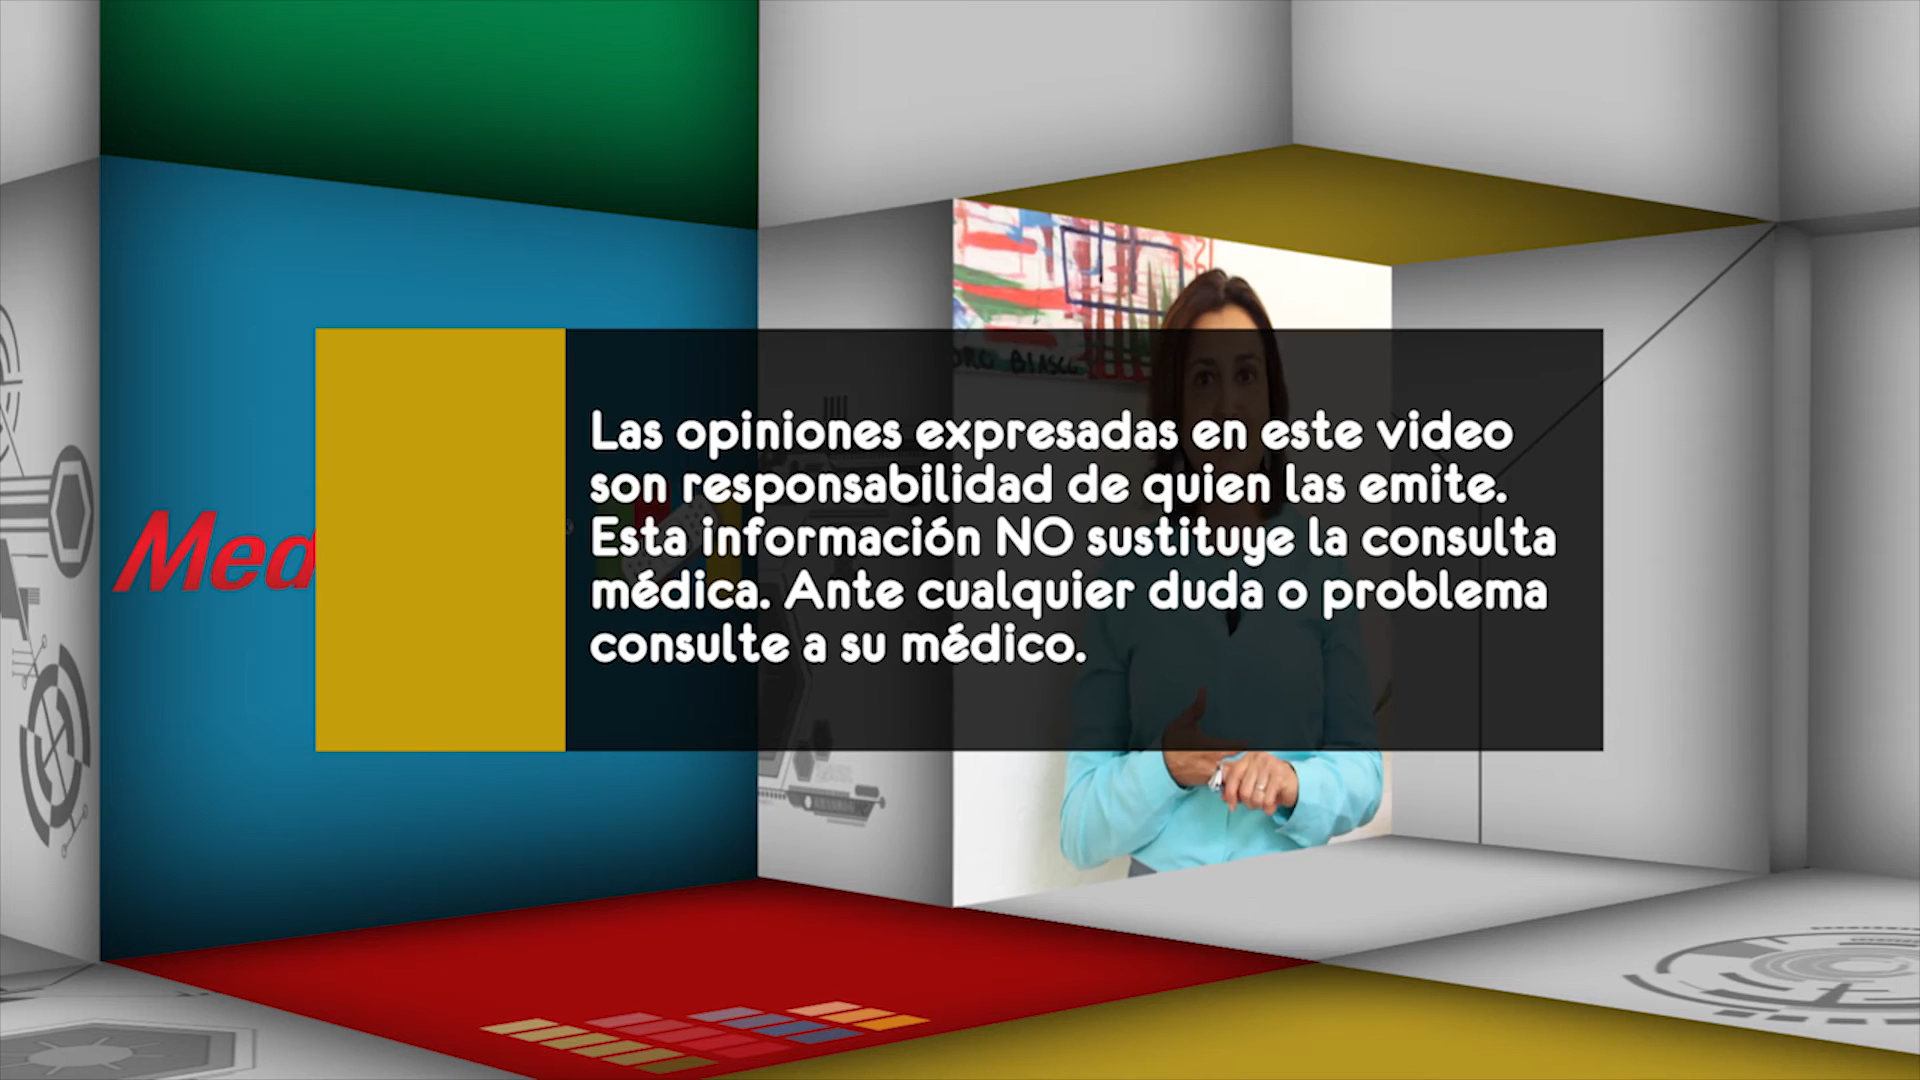 Las opiniones expresadas en este video
son responsabilidad de quien las emite.
Esta información NO sustituye la consulta
médica. Ante cualquier duda o problema
consulte a su médico.
Med